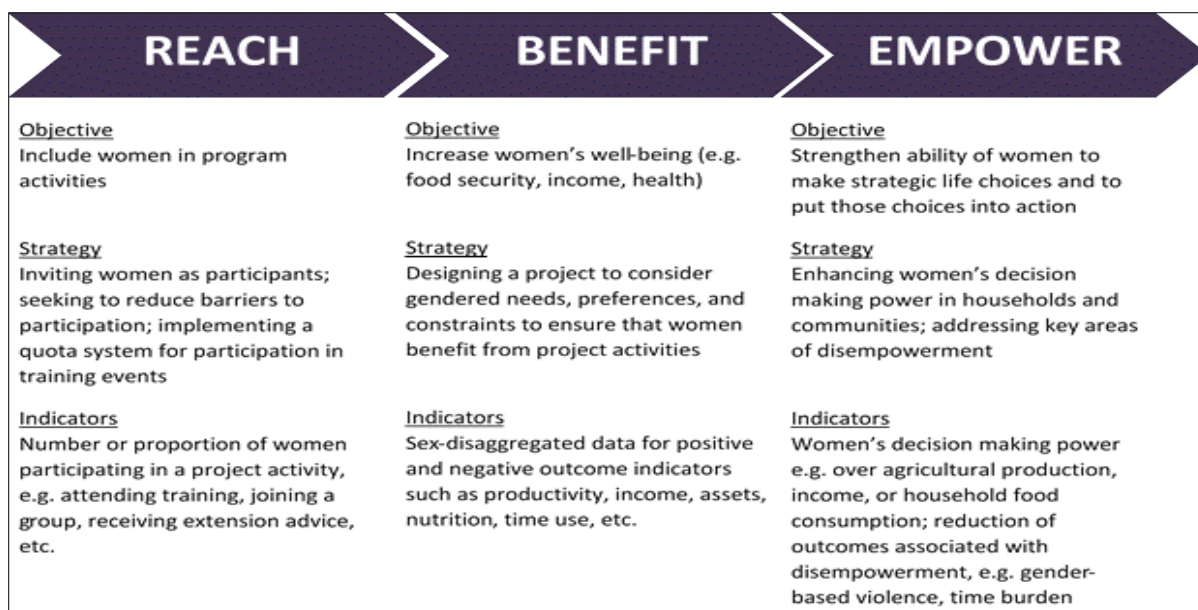 REACH
BENEFIT
EMPOWER
Objective
Include women in program
activities
Strategy
Inviting women as participants;
seeking to reduce barriers to
participation; implementing a
quota system for participation in
training events
Indicators
Number or proportion of women
participating in a project activity,
e.g. attending training, joining a
group, receiving extension advice,
etc.
Objective
Increase women's well-being (e.g.
food security, income, health)
Strategy
Designing a project to consider
gendered needs, preferences, and
constraints to ensure that women
benefit from project activities
Indicators
Sex-disaggregated data for positive
and negative outcome indicators
such as productivity, income, assets,
nutrition, time use, etc.
Objective
Strengthen ability of women to
make strategic life choices and to
put those choices into action
Strategy
Enhancing women's decision
making power in households and
communities; addressing key areas
of disempowerment
Indicators
Women's decision making power
e.g. over agricultural production,
income, or household food
consumption; reduction of
outcomes associated with
disempowerment, e.g. gender-
based violence, time burden